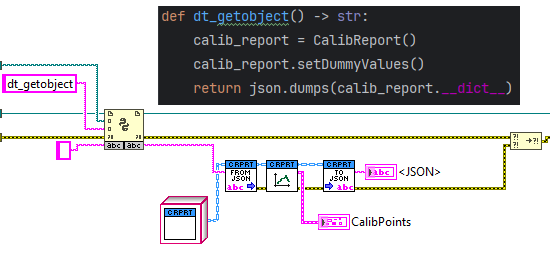 def dt_getobject() -> str:
calib_report = CalibReport()
calib_report.setDummyValues()
return json.dumps(calib_report.__dict__)
dt_getobject
?!
abc abc
?! →?!
CRPRT
FROM
JSON
abc
CRPRT
CRPRT
TO
JSON
abc
abc
<JSON>
CRPRT
CalibPoints